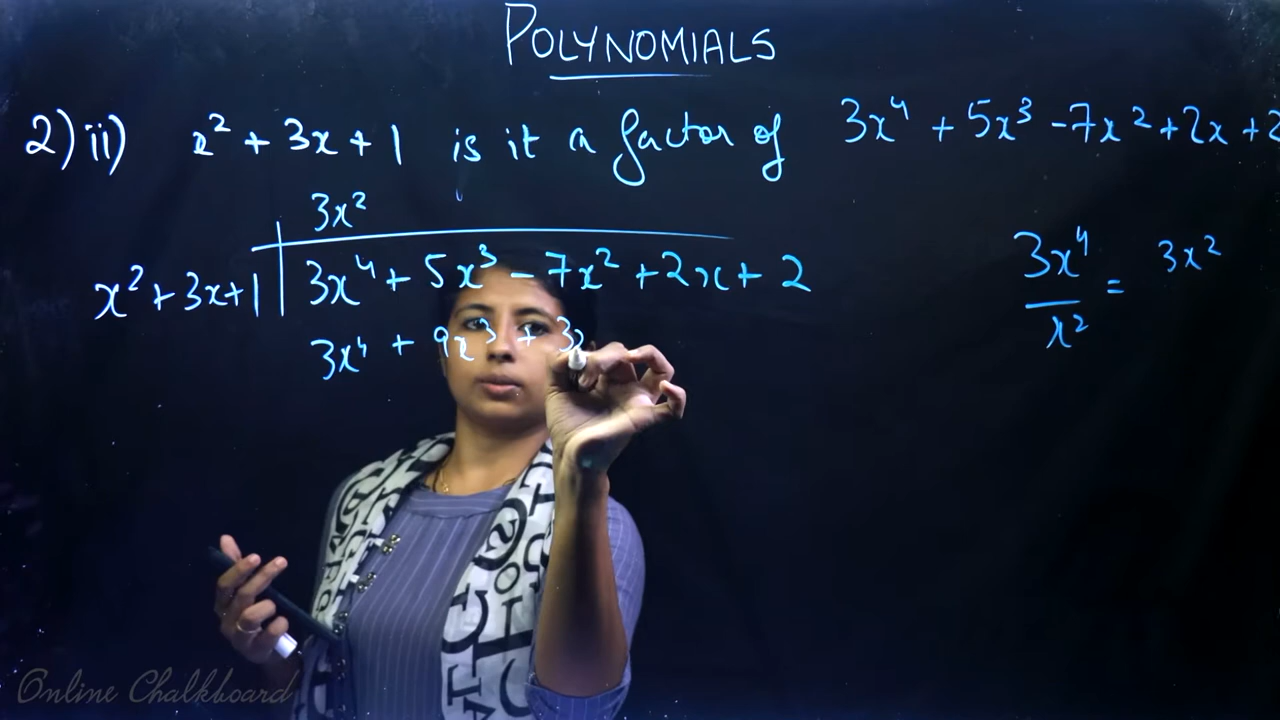 POLYNOMIALS
2) ii) x² + 3x + 1 is it a factor of 3x⁴ + 5x³ - 7x² + 2x + 2
3x²
x² + 3x + 1 | 3x⁴ + 5x³ - 7x² + 2x + 2
3x⁴ + 9x³ + 3x
3x⁴ / x² = 3x²
Online Chalkboard